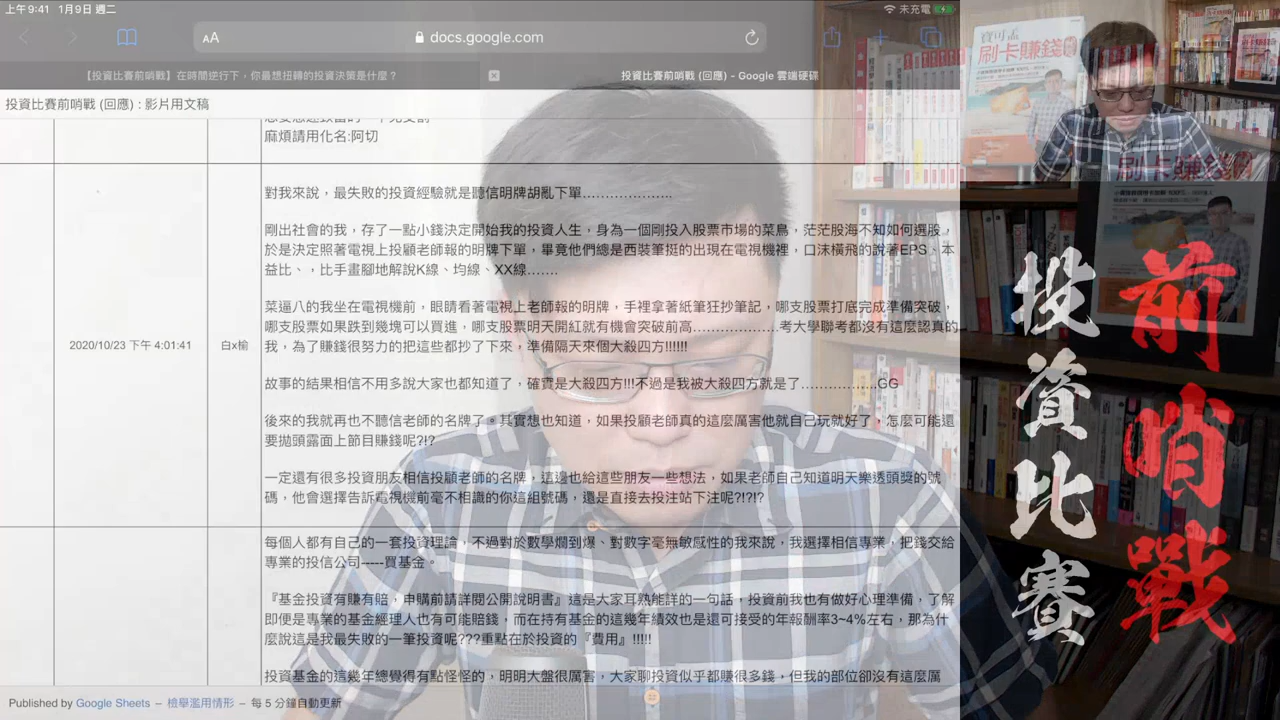 上午9:41 1月9日 週二
未充電
AA
docs.google.com
【投資比賽前哨戰】在時間逆行下，你最想扭轉的投資決策是什麼？
投資比賽前哨戰 (回應) - Google 雲端硬碟
投資比賽前哨戰 (回應) : 影片用文稿
麻煩請用化名:阿切
對我來說，最失敗的投資經驗就是聽信明牌胡亂下單…………………
剛出社會的我，存了一點小錢決定開始我的投資人生，身為一個剛投入股票市場的菜鳥，茫茫股海不知如何選股，
於是決定照著電視上投顧老師報的明牌下單，畢竟他們總是西裝筆挺的出現在電視機裡，口沫橫飛的說著EPS、本
益比、，比手畫腳地解說K線、均線、XX線…….
菜逼八的我坐在電視機前，眼睛看著電視上老師報的明牌，手裡拿著紙筆狂抄筆記，哪支股票打底完成準備突破，
哪支股票如果跌到幾塊可以買進，哪支股票明天開紅就有機會突破前高………………..考大學聯考都沒有這麼認真的
我，為了賺錢很努力的把這些都抄了下來，準備隔天來個大殺四方!!!!!!
2020/10/23 下午 4:01:41
白x榆
故事的結果相信不用多說大家也都知道了，確實是大殺四方!!!不過是我被大殺四方就是了……………..GG
後來的我就再也不聽信老師的名牌了。其實想也知道，如果投顧老師真的這麼厲害他就自己玩就好了，怎麼可能還
要拋頭露面上節目賺錢呢?!?
一定還有很多投資朋友相信投顧老師的名牌，這邊也給這些朋友一些想法，如果老師自己知道明天樂透頭獎的號
碼，他會選擇告訴電視機前毫不相識的你這組號碼，還是直接去投注站下注呢?!?!?
每個人都有自己的一套投資理論，不過對於數學爛到爆、對數字毫無敏感性的我來說，我選擇相信專業，把錢交給
專業的投信公司-----買基金。
『基金投資有賺有賠，申購前請詳閱公開說明書』這是大家耳熟能詳的一句話，投資前我也有做好心理準備，了解
即便是專業的基金經理人也有可能賠錢，而在持有基金的這幾年績效也是還可接受的年報酬率3~4%左右，那為什
麼說這是我最失敗的一筆投資呢???重點在於投資的『費用』!!!!!
投資基金的這幾年總覺得有點怪怪的，明明大盤很厲害，大家聊投資似乎都賺很多錢，但我的部位卻沒有這麼厲
Published by Google Sheets – 檢舉濫用情形 – 每 5 分鐘自動更新
寶可孟
刷卡賺錢
刷卡賺錢
前哨戰
投資比賽